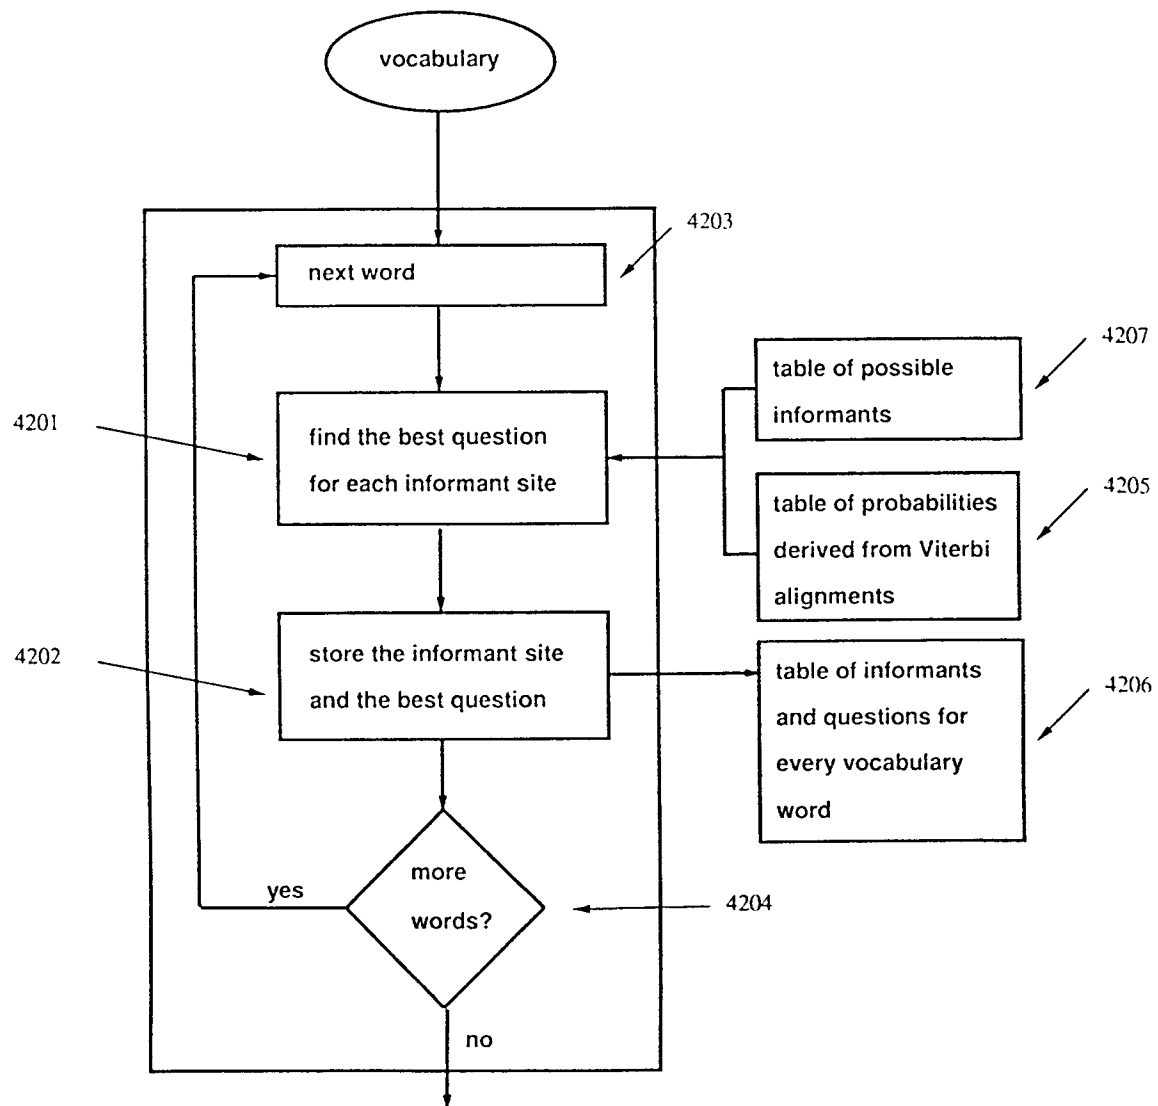 vocabulary
4203
next word
4207
table of possible
informants
4201
find the best question
for each informant site
4205
table of probabilities
derived from Viterbi
alignments
4202
store the informant site
and the best question
4206
table of informants
and questions for
every vocabulary
word
more
words?
yes
4204
no